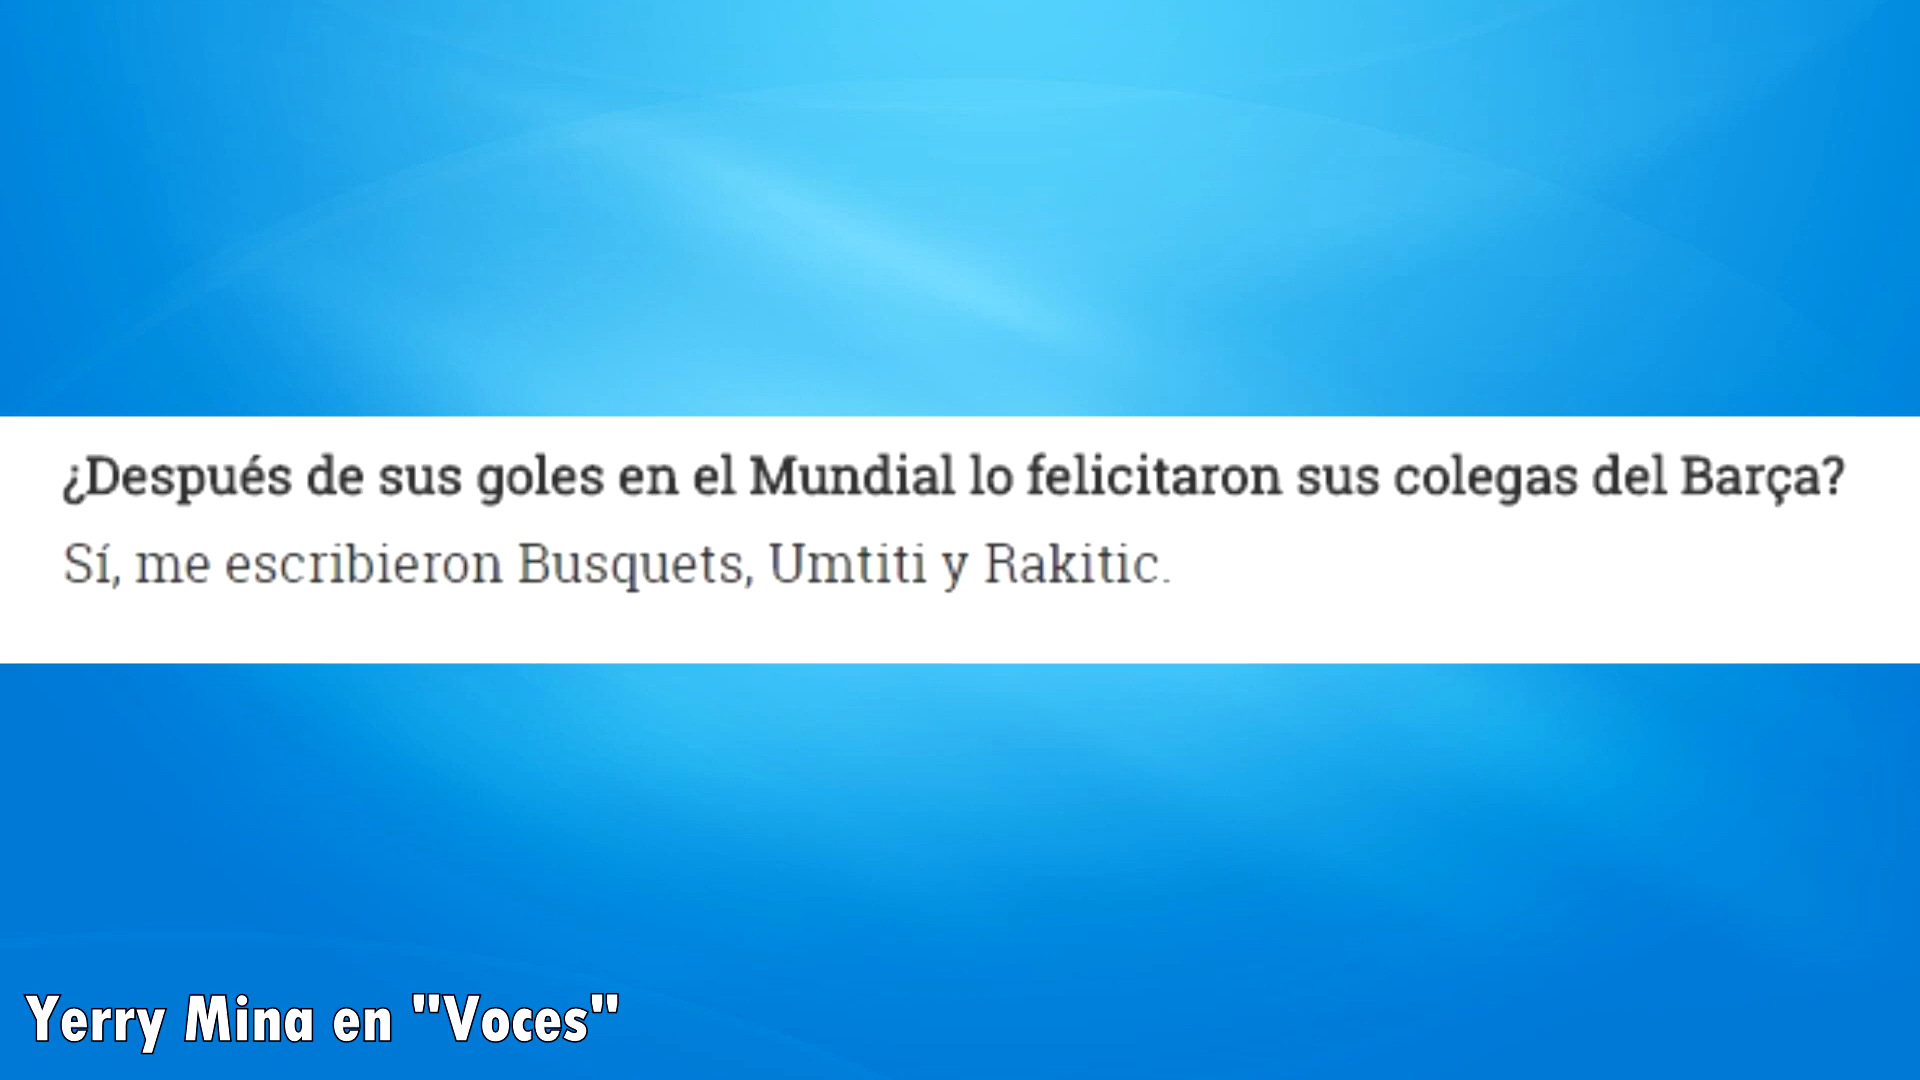 ¿Después de sus goles en el Mundial lo felicitaron sus colegas del Barça?
Sí, me escribieron Busquets, Umtiti y Rakitic.
Yerry Mina en "Voces"